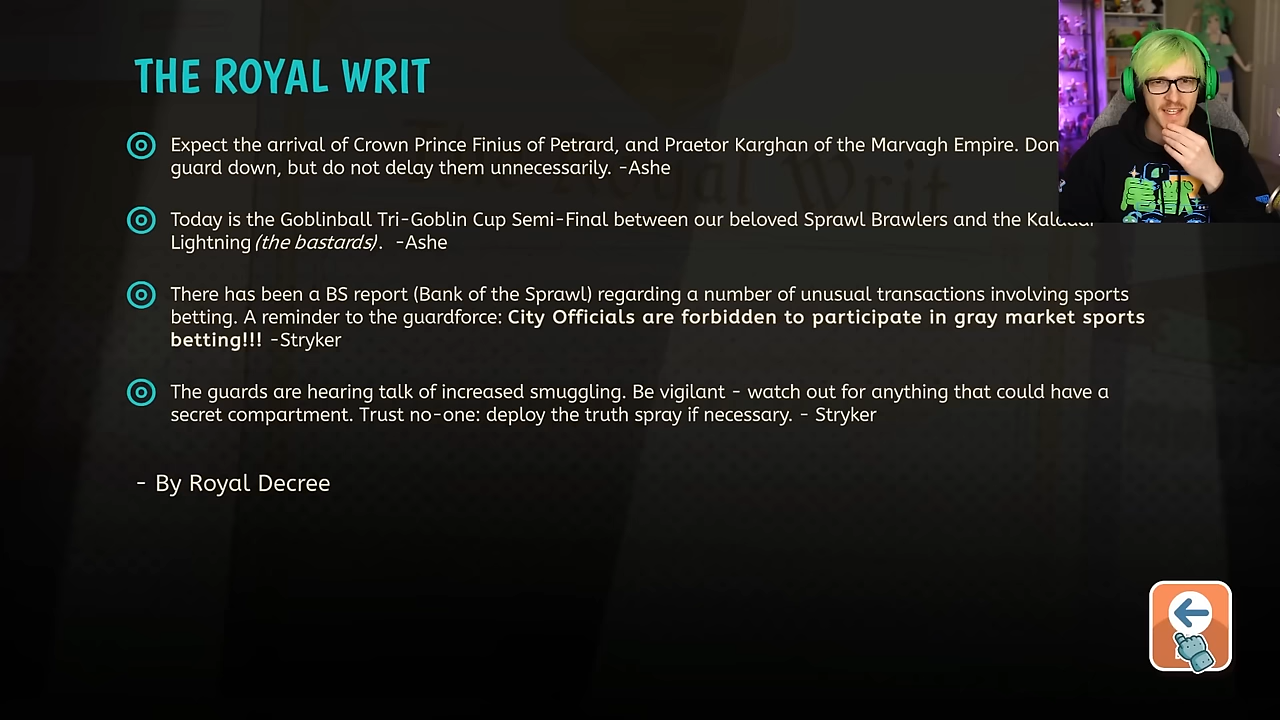 THE ROYAL WRIT
Expect the arrival of Crown Prince Finius of Petrard, and Praetor Karghan of the Marvagh Empire. Don
guard down, but do not delay them unnecessarily. -Ashe
Today is the Goblinball Tri-Goblin Cup Semi-Final between our beloved Sprawl Brawlers and the
Lightning (the bastards). -Ashe
There has been a BS report (Bank of the Sprawl) regarding a number of unusual transactions involving sports
betting. A reminder to the guardforce: City Officials are forbidden to participate in gray market sports
betting!!! -Stryker
The guards are hearing talk of increased smuggling. Be vigilant - watch out for anything that could have a
secret compartment. Trust no-one: deploy the truth spray if necessary. - Stryker
- By Royal Decree